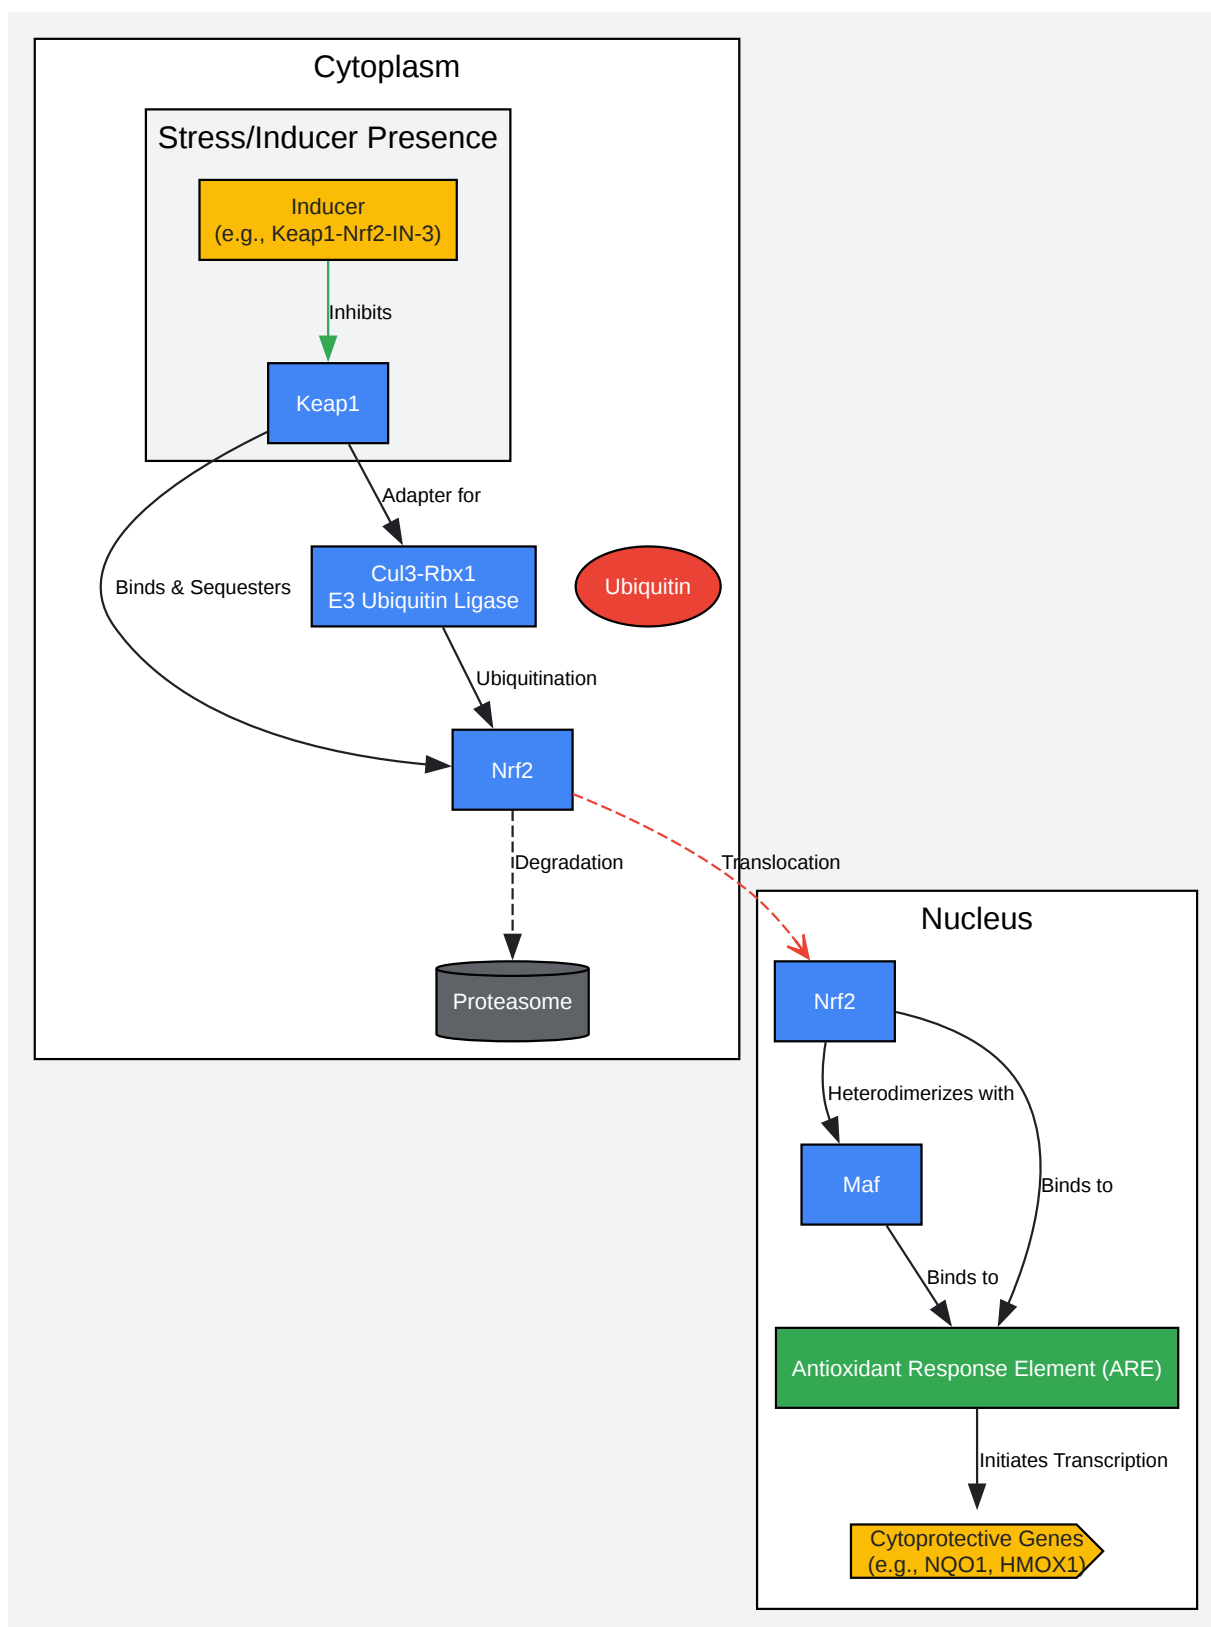 Cytoplasm
Stress/Inducer Presence
Inducer
(e.g., Keap1-Nrf2-IN-3)
Inhibits
Keap1
Adapter for
Binds & Sequesters
Cul3-Rbx1
E3 Ubiquitin Ligase
Ubiquitin
Ubiquitination
Nrf2
Degradation
Translocation
Proteasome
Nucleus
Nrf2
Heterodimerizes with
Maf
Binds to
Binds to
Antioxidant Response Element (ARE)
Initiates Transcription
Cytoprotective Genes
(e.g., NQO1, HMOX1)